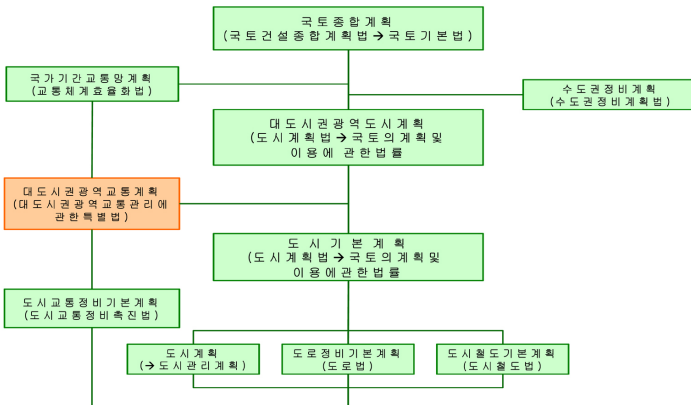 국토종합계획
(국토건설종합계획법→국토기본법)
국가기간교통망계획
(교통체계효율화법)
수도권정비계획
(수도권정비계획법)
대도시권광역도시계획
(도시계획법→국토의계획및
이용에 관한법률
대도시권광역교통계획
(대도시권광역교통관리에
관한특별법)
도시기본계획
(도시계획법→국토의계획및
이용에관한법률
도시교통정비기본계획
(도시교통정비촉진법)
도시계획
(→도시관리계획)
도로정비기본계획
(도로법)
도시철도기본계획
(도시철도법)